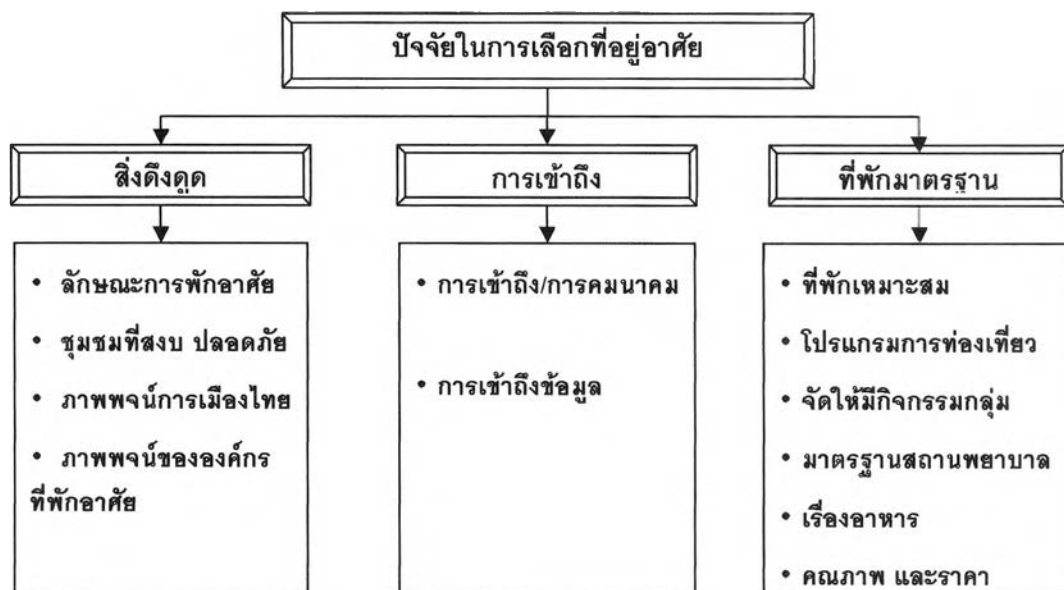 ปัจจัยในการเลือกที่อยู่อาศัย
สิ่งดึงดูด
การเข้าถึง
ที่พักมาตรฐาน
• ลักษณะการพักอาศัย
• ชุมชมที่สงบ ปลอดภัย
• ภาพพจน์การเมืองไทย
• ภาพพจน์ขององค์กร
ที่พักอาศัย
• การเข้าถึง/การคมนาคม
• การเข้าถึงข้อมูล
• ที่พักเหมาะสม
• โปรแกรมการท่องเที่ยว
• จัดให้มีกิจกรรมกลุ่ม
• มาตรฐานสถานพยาบาล
• เรื่องอาหาร
• คุณภาพ และราคา